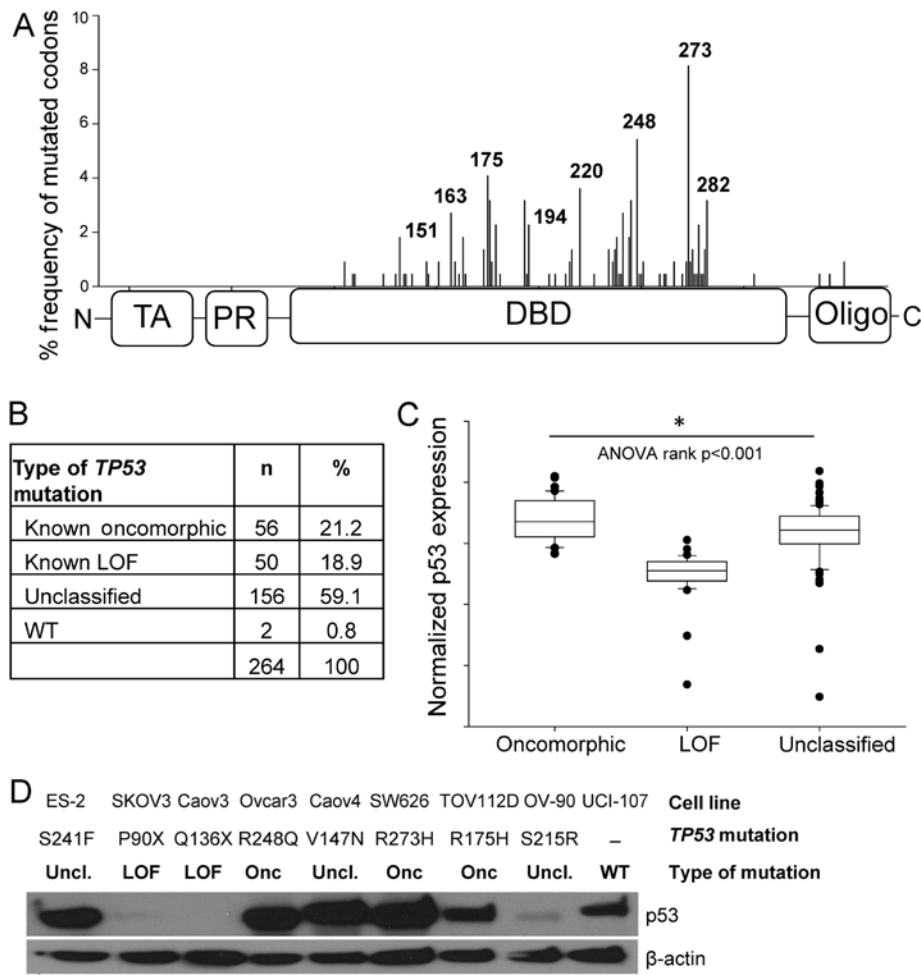 A
% frequency of mutated codons
10
8
6
4
2
0
151
163
175
194
220
248
273
282
N TA PR DBD Oligo C
B
Type of TP53 mutation n %
Known oncomorphic 56 21.2
Known LOF 50 18.9
Unclassified 156 59.1
WT 2 0.8
264 100
C
*
ANOVA rank p<0.001
Normalized p53 expression
Oncomorphic LOF Unclassified
D
ES-2 SKOV3 Caov3 Ovcar3 Caov4 SW626 TOV112D OV-90 UCI-107 Cell line
S241F P90X Q136X R248Q V147N R273H R175H S215R – TP53 mutation
Uncl. LOF LOF Onc Uncl. Onc Onc Uncl. WT Type of mutation
p53
β-actin